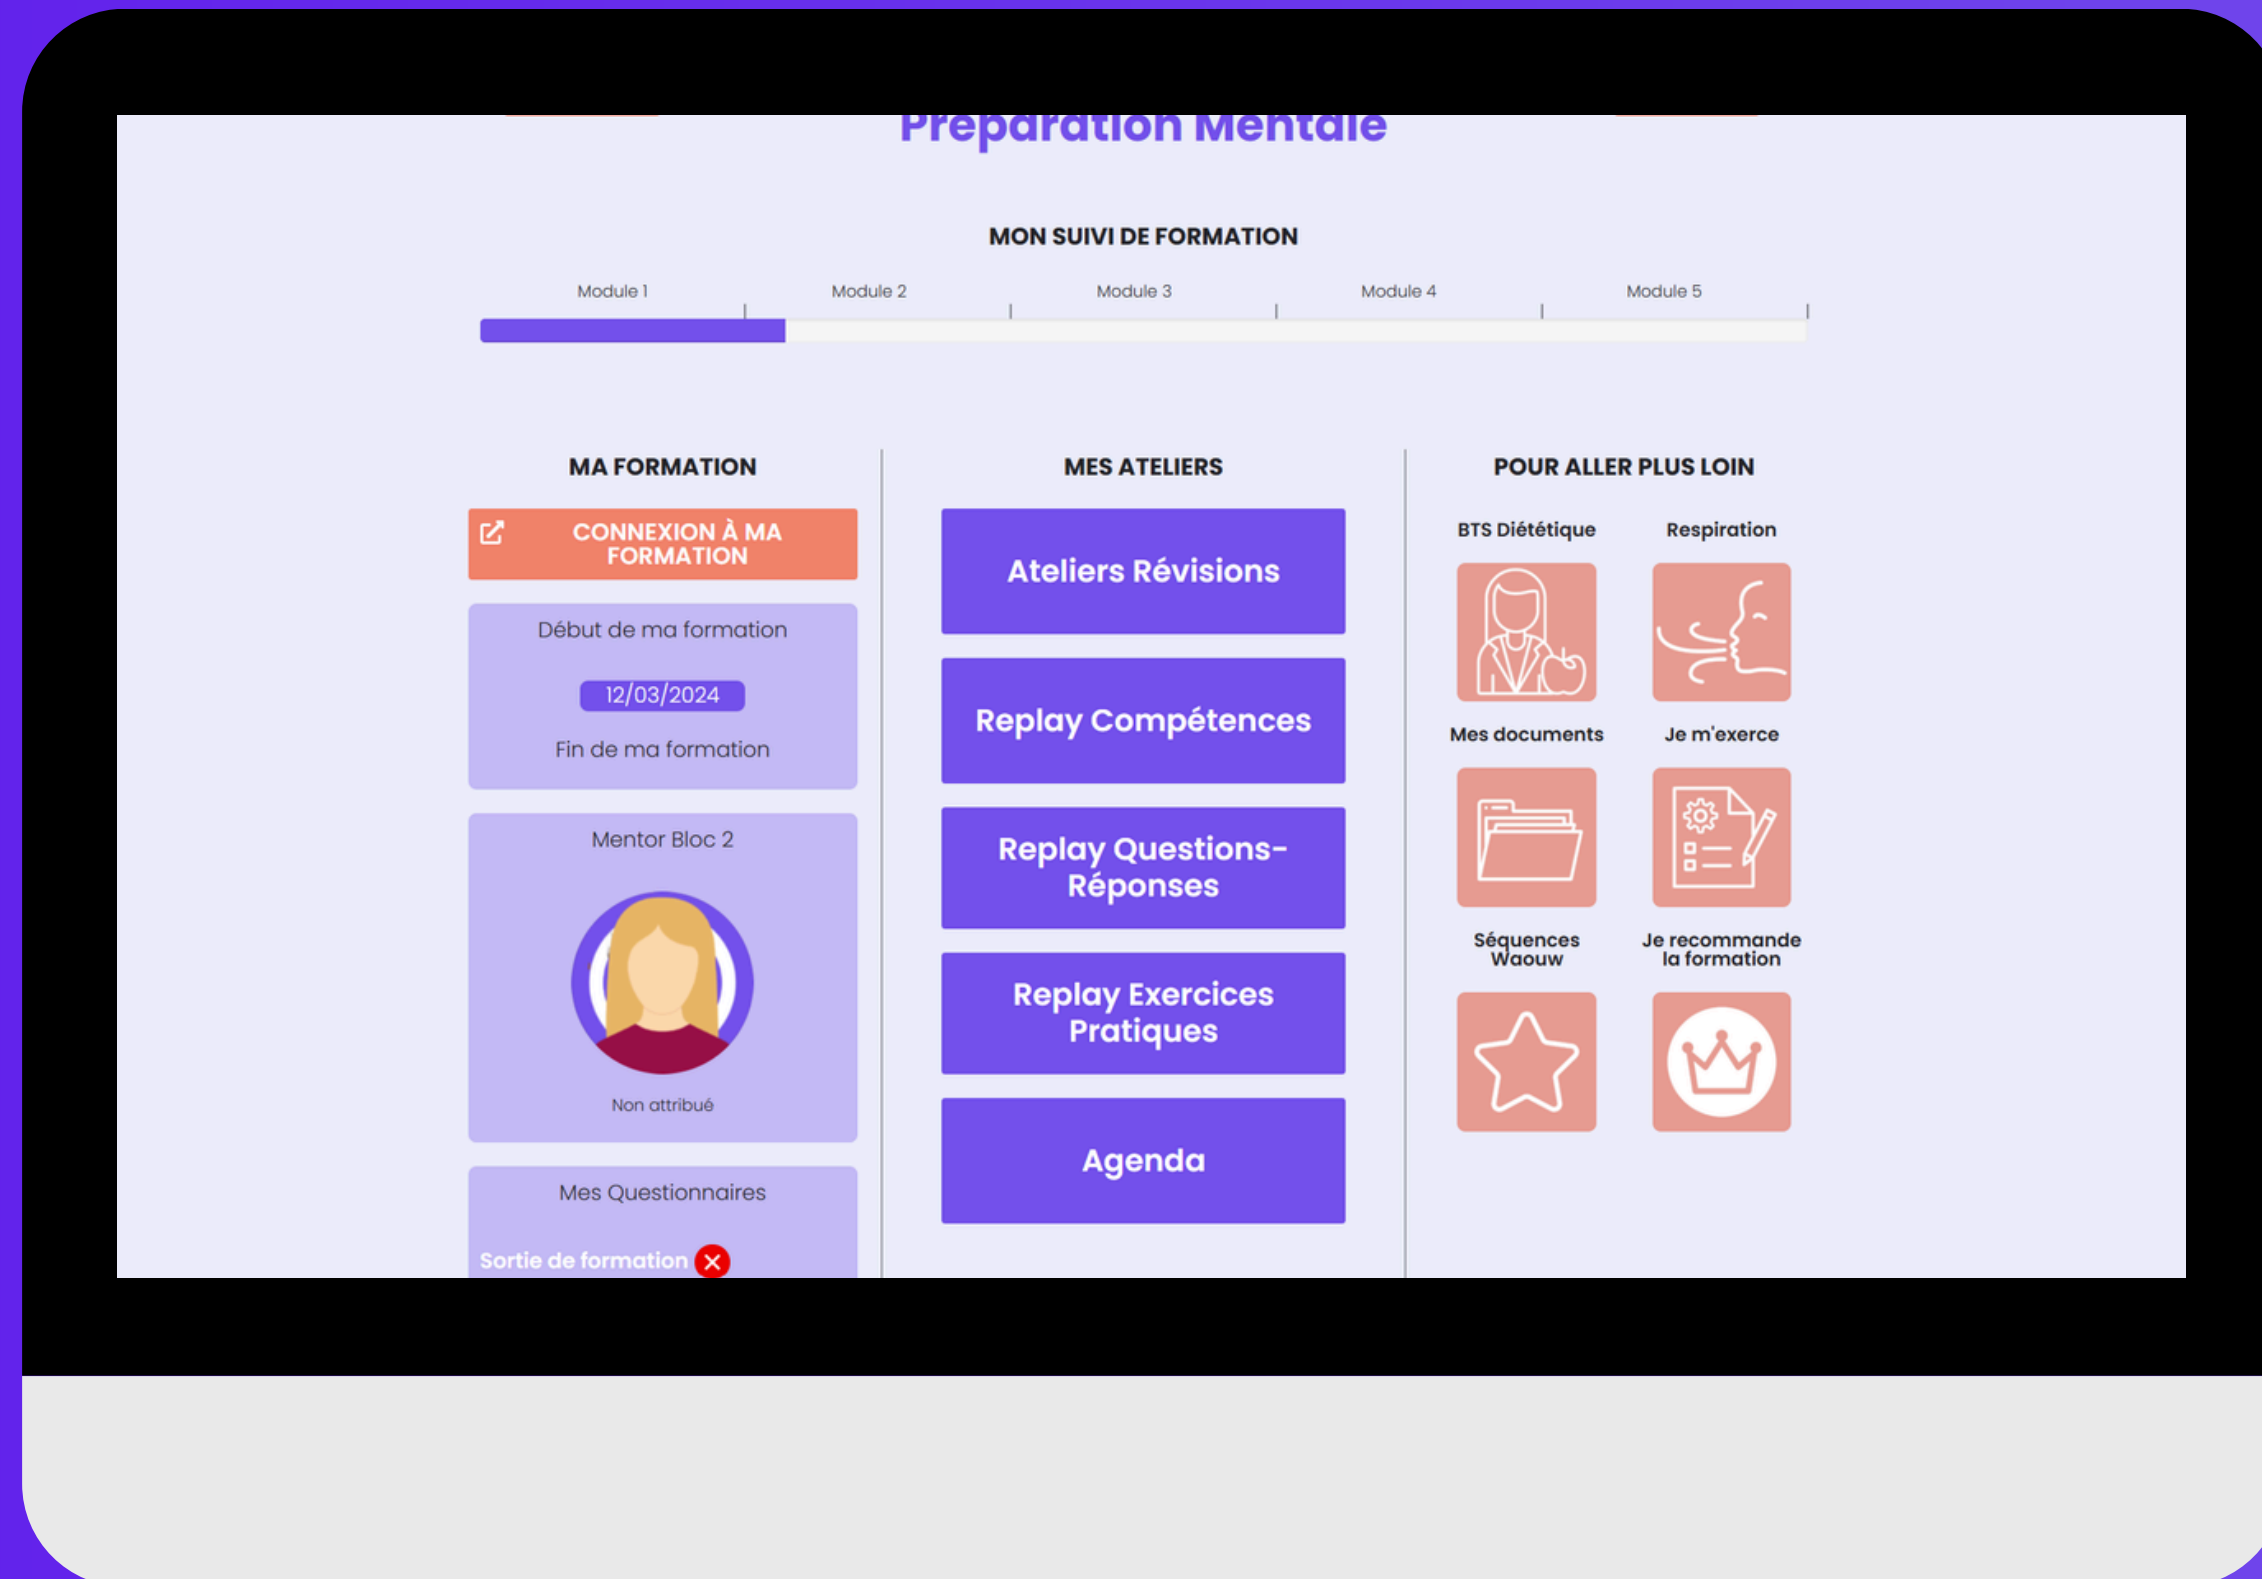 Préparation Mentale
MON SUIVI DE FORMATION
Module 1
Module 2
Module 3
Module 4
Module 5
MA FORMATION
CONNEXION À MA
FORMATION
Début de ma formation
12/03/2024
Fin de ma formation
Mentor Bloc 2
Non attribué
Mes Questionnaires
Sortie de formation
MES ATELIERS
Ateliers Révisions
Replay Compétences
Replay Questions-
Réponses
Replay Exercices
Pratiques
Agenda
POUR ALLER PLUS LOIN
BTS Diététique
Respiration
Mes documents
Je m'exerce
Séquences
Waouw
Je recommande
la formation